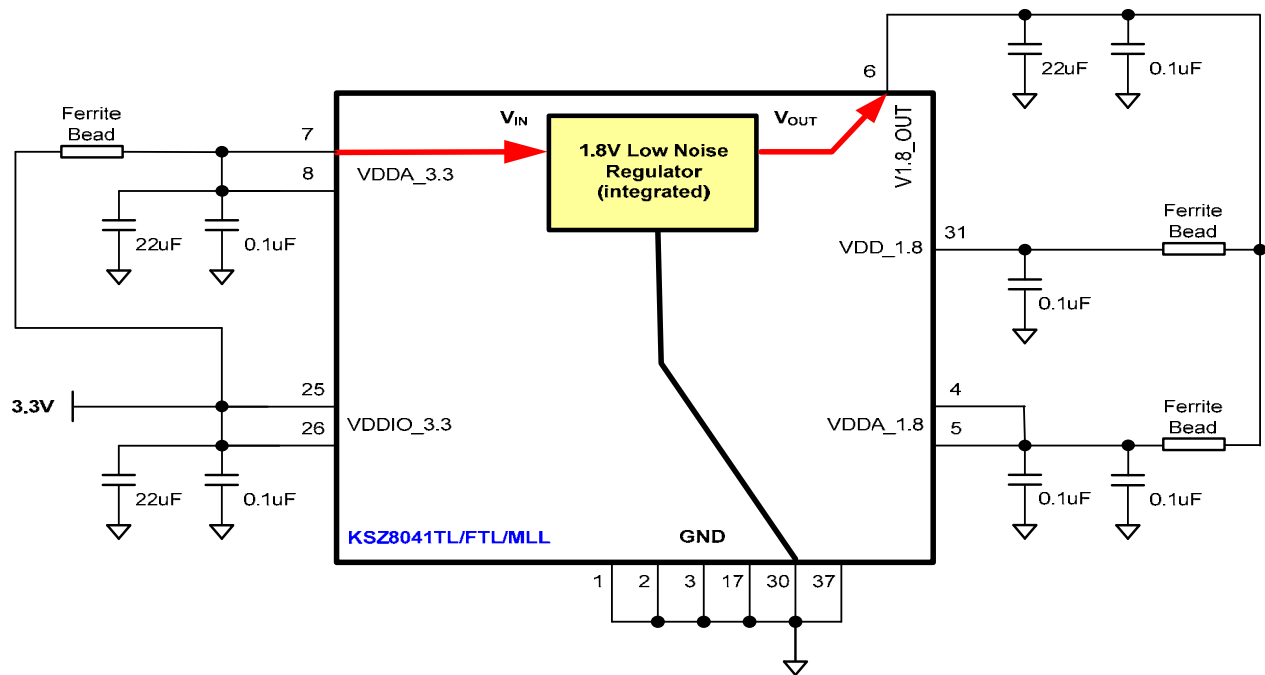 6
22uF
0.1uF
Ferrite
Bead
7
8
VDDA_3.3
22uF
0.1uF
VIN
VOUT
1.8V Low Noise
Regulator
(integrated)
V1.8_OUT
31
VDD_1.8
Ferrite
Bead
0.1uF
3.3V
25
26
VDDIO_3.3
22uF
0.1uF
4
5
VDDA_1.8
Ferrite
Bead
0.1uF
0.1uF
KSZ8041TL/FTL/MLL
GND
1
2
3
17
30
37